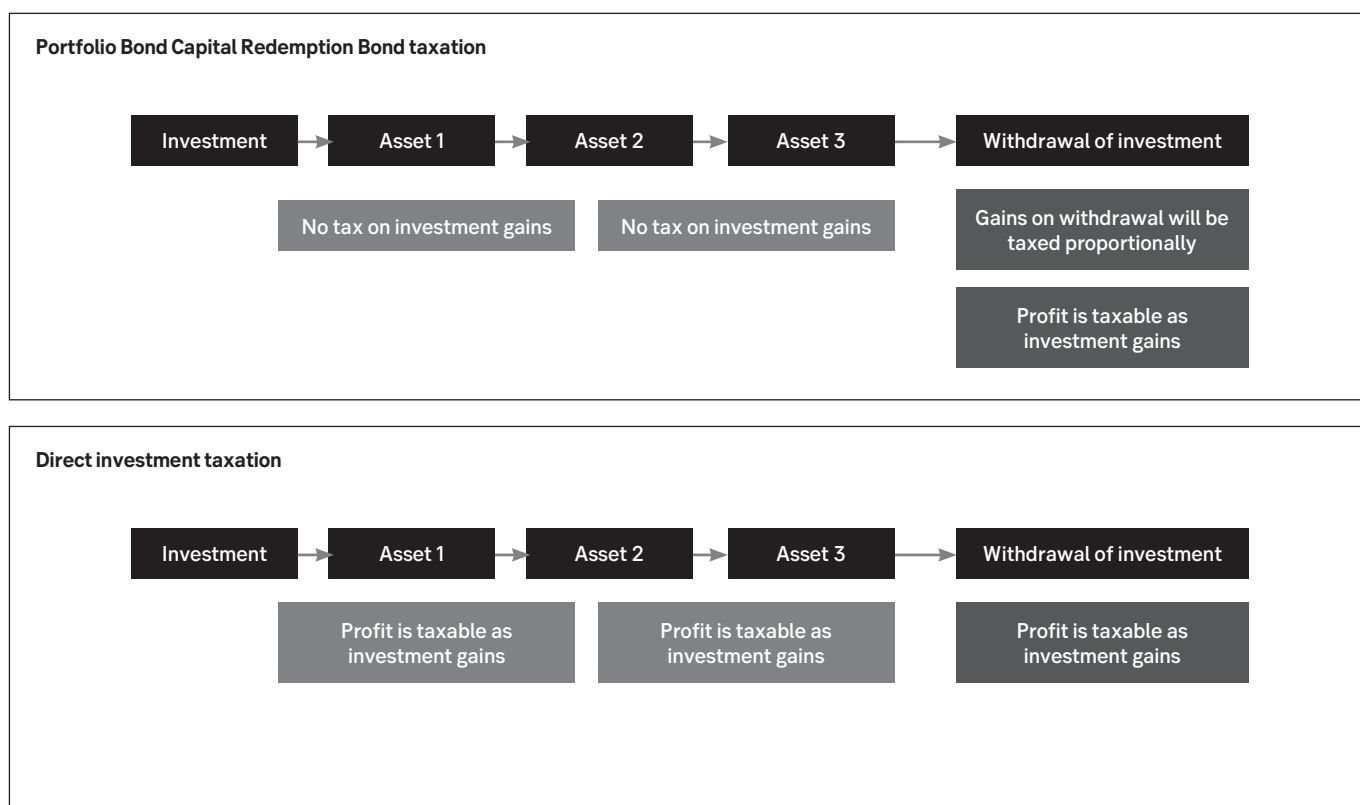 Portfolio Bond Capital Redemption Bond taxation
Investment
Asset 1
Asset 2
Asset 3
Withdrawal of investment
No tax on investment gains
No tax on investment gains
Gains on withdrawal will be
taxed proportionally
Profit is taxable as
investment gains
Direct investment taxation
Investment
Asset 1
Asset 2
Asset 3
Withdrawal of investment
Profit is taxable as
investment gains
Profit is taxable as
investment gains
Profit is taxable as
investment gains